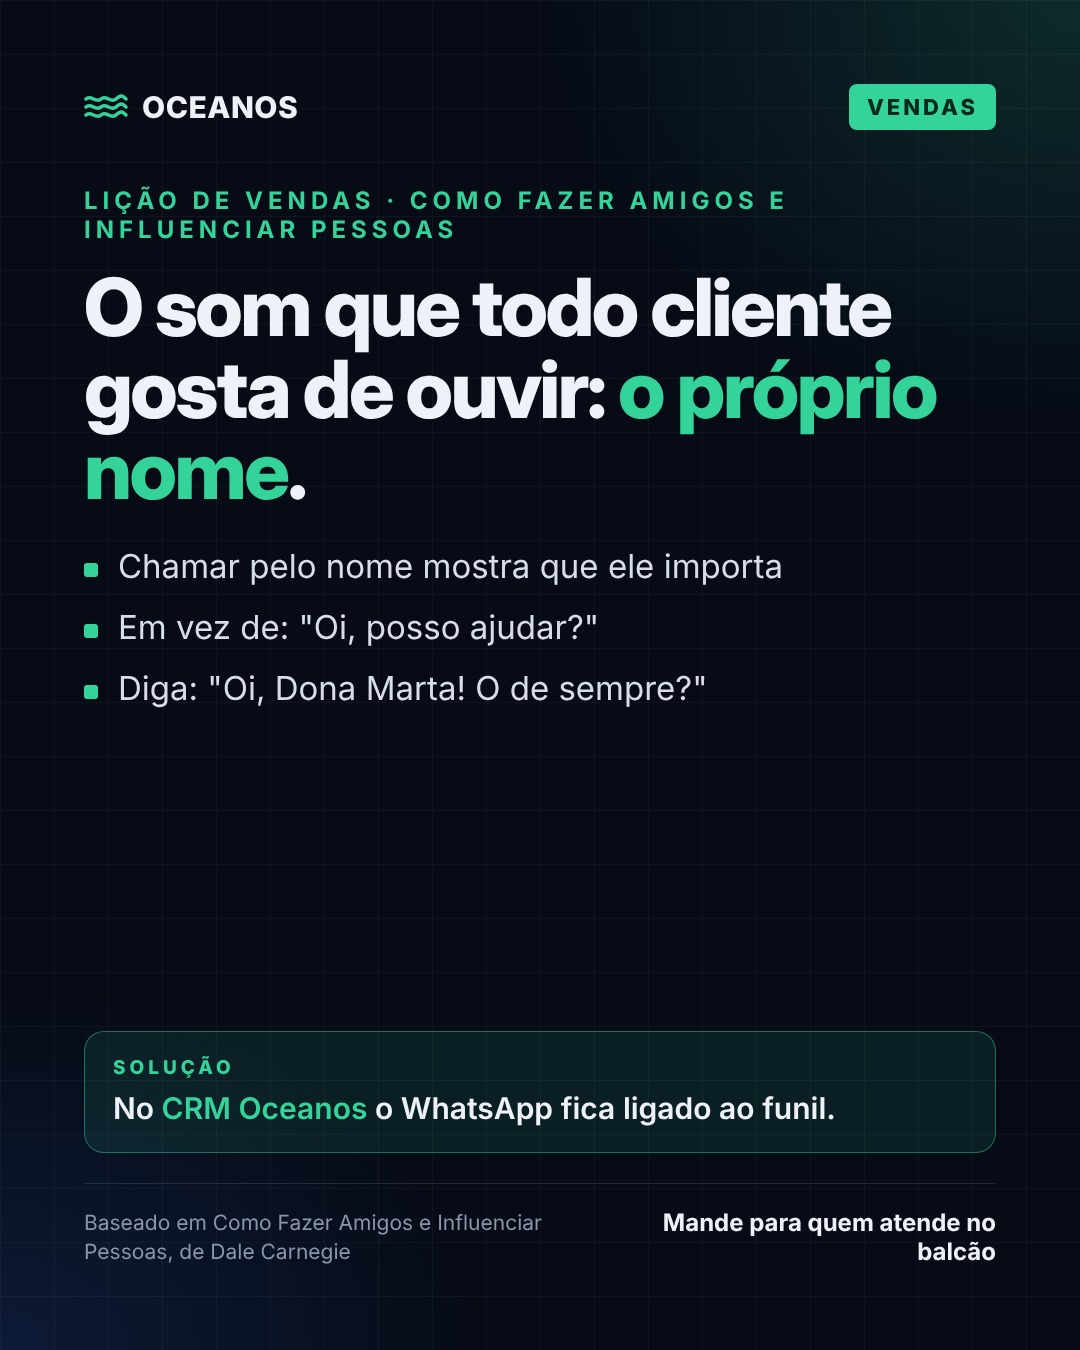 OCEANOS
VENDAS
LIÇÃO DE VENDAS · COMO FAZER AMIGOS E
INFLUENCIAR PESSOAS
O som que todo cliente
gosta de ouvir: o próprio
nome.
Chamar pelo nome mostra que ele importa
Em vez de: "Oi, posso ajudar?"
Diga: "Oi, Dona Marta! O de sempre?"
SOLUÇÃO
No CRM Oceanos o WhatsApp fica ligado ao funil.
Baseado em Como Fazer Amigos e Influenciar
Pessoas, de Dale Carnegie
Mande para quem atende no
balcão